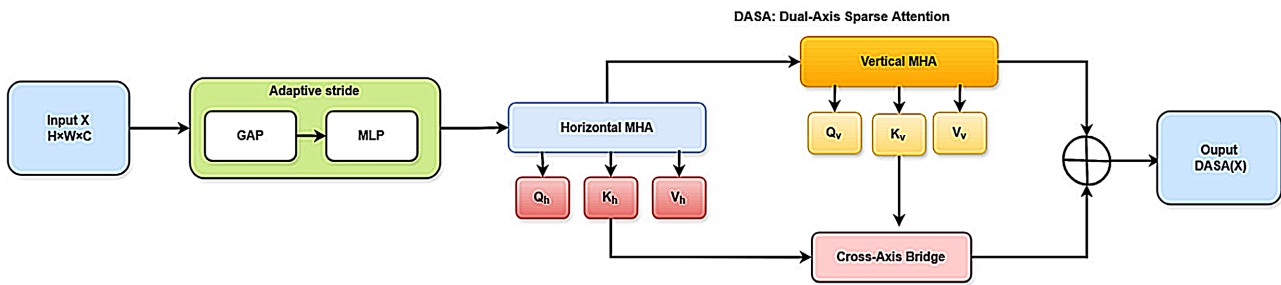 DASA: Dual-Axis Sparse Attention
Input X
H×W×C
Adaptive stride
GAP
MLP
Horizontal MHA
Qh
Kh
Vh
Vertical MHA
Qv
Kv
Vv
Cross-Axis Bridge
Ouput
DASA(X)